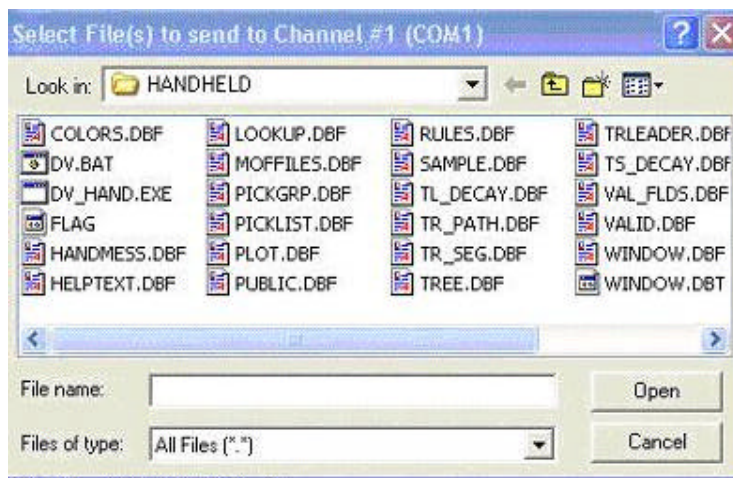 Select File(s) to send to Channel #1 (COM1)
Look in: HANDHELD
COLORS.DBF LOOKUP.DBF RULES.DBF TRLEADER.DBF
DV.BAT MOFFILES.DBF SAMPLE.DBF TS_DECAY.DBF
DV_HAND.EXE PICKGRP.DBF TL_DECAY.DBF VAL_FLDS.DBF
FLAG PICKLIST.DBF TR_PATH.DBF VALID.DBF
HANDMESS.DBF PLOT.DBF TR_SEG.DBF WINDOW.DBF
HELPTEXT.DBF PUBLIC.DBF TREE.DBF WINDOW.DBT
File name: Open
Files of type: All Files (*.*) Cancel